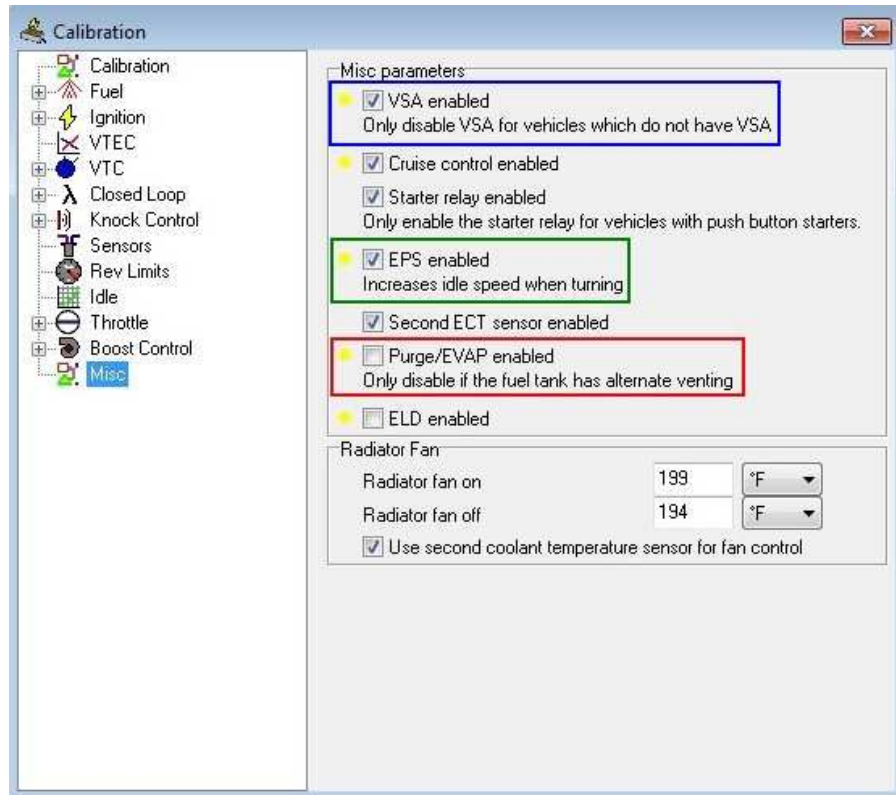 Calibration
Calibration
Fuel
Ignition
VTEC
VTC
Closed Loop
Knock Control
Sensors
Rev Limits
Idle
Throttle
Boost Control
Misc
Misc parameters
VSA enabled
Only disable VSA for vehicles which do not have VSA
Cruise control enabled
Starter relay enabled
Only enable the starter relay for vehicles with push button starters.
EPS enabled
Increases idle speed when turning
Second ECT sensor enabled
Purge/EVAP enabled
Only disable if the fuel tank has alternate venting
ELD enabled
Radiator Fan
Radiator fan on 199 °F
Radiator fan off 194 °F
Use second coolant temperature sensor for fan control